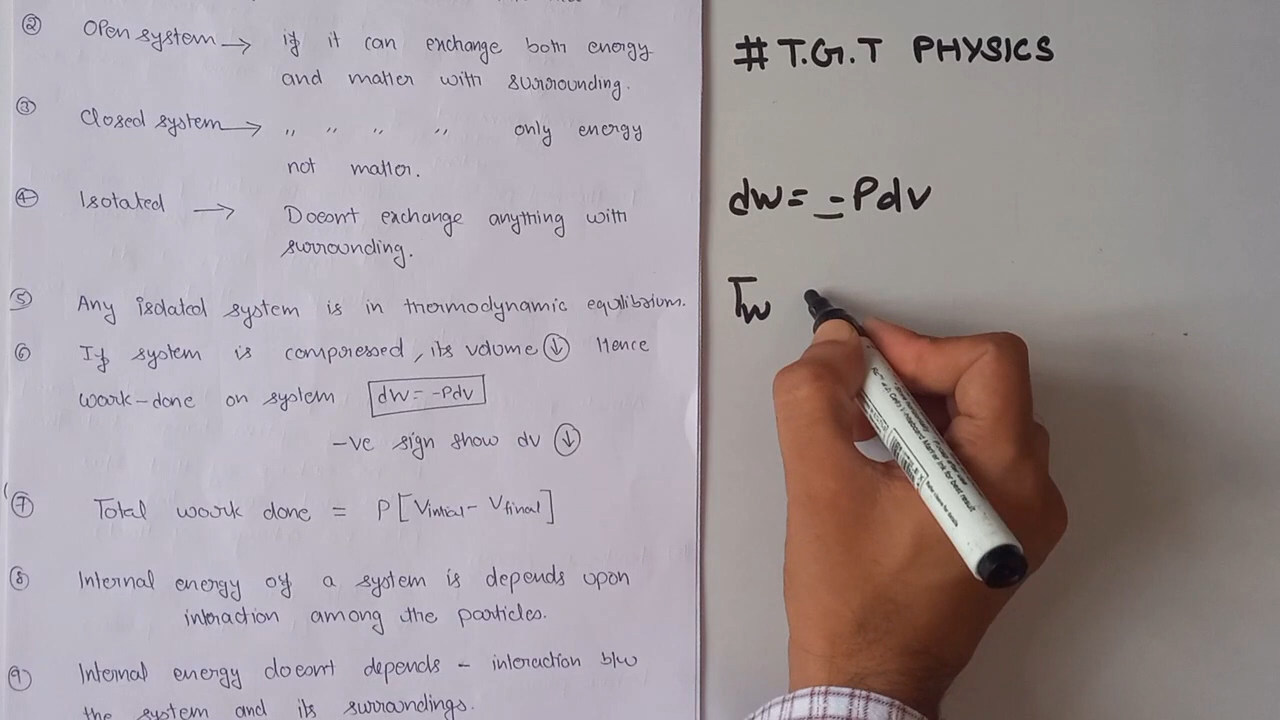 ② Open system → if it can exchange both energy
and matter with surrounding.
③ Closed system → " " " " only energy
not matter.
④ Isolated → Doesn't exchange anything with
surrounding.
⑤ Any isolated system is in thermodynamic equilibrium.
⑥ If system is compressed, its volume ↓ Hence
work-done on system dw = -Pdv
-ve sign show dv ↓
⑦ Total work done = P[Vinitial - Vfinal]
⑧ Internal energy of a system is depends upon
interaction among the particles.
⑨ Internal energy doesn't depends - interaction b/w
the system and its surroundings.
# T.G.T PHYSICS
dw = -Pdv
Tw